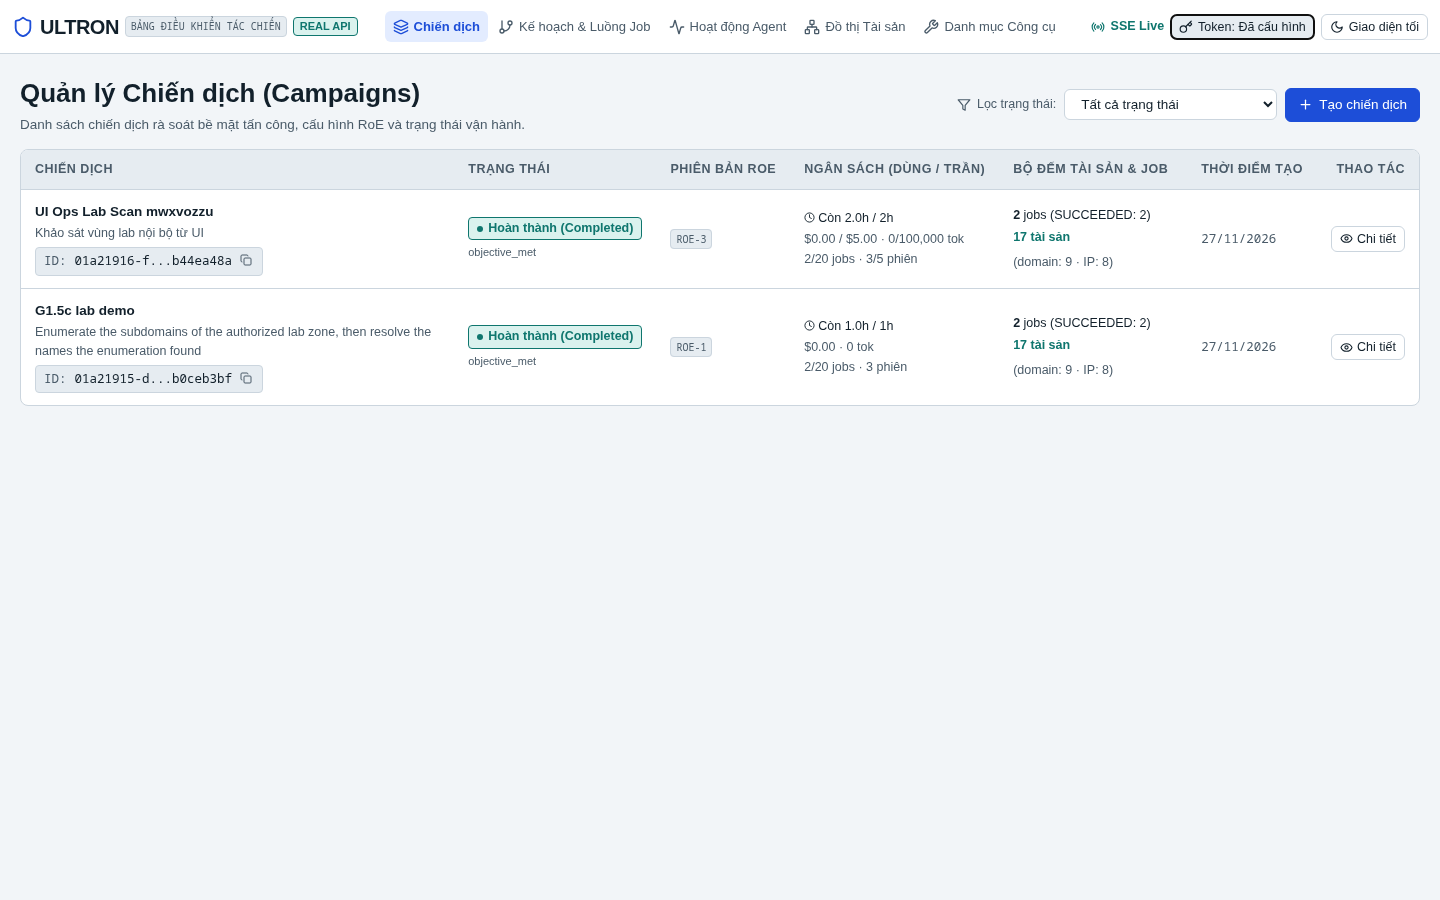 ULTRON
BẢNG ĐIỀU KHIỂN TÁC CHIẾN
REAL API
Chiến dịch
Kế hoạch & Luồng Job
Hoạt động Agent
Đồ thị Tài sản
Danh mục Công cụ
SSE Live
Token: Đã cấu hình
Giao diện tối
Quản lý Chiến dịch (Campaigns)
Danh sách chiến dịch rà soát bề mặt tấn công, cấu hình RoE và trạng thái vận hành.
Lọc trạng thái:
Tất cả trạng thái
Tạo chiến dịch
CHIẾN DỊCH
TRẠNG THÁI
PHIÊN BẢN ROE
NGÂN SÁCH (DÙNG / TRẦN)
BỘ ĐẾM TÀI SẢN & JOB
THỜI ĐIỂM TẠO
THAO TÁC
UI Ops Lab Scan mwxvozzu
Khảo sát vùng lab nội bộ từ UI
ID: 01a21916-f...b44ea48a
Hoàn thành (Completed)
objective_met
ROE-3
Còn 2.0h / 2h
$0.00 / $5.00 · 0/100,000 tok
2/20 jobs · 3/5 phiên
2 jobs (SUCCEEDED: 2)
17 tài sản
(domain: 9 · IP: 8)
27/11/2026
Chi tiết
G1.5c lab demo
Enumerate the subdomains of the authorized lab zone, then resolve the
names the enumeration found
ID: 01a21915-d...b0ceb3bf
Hoàn thành (Completed)
objective_met
ROE-1
Còn 1.0h / 1h
$0.00 · 0 tok
2/20 jobs · 3 phiên
2 jobs (SUCCEEDED: 2)
17 tài sản
(domain: 9 · IP: 8)
27/11/2026
Chi tiết